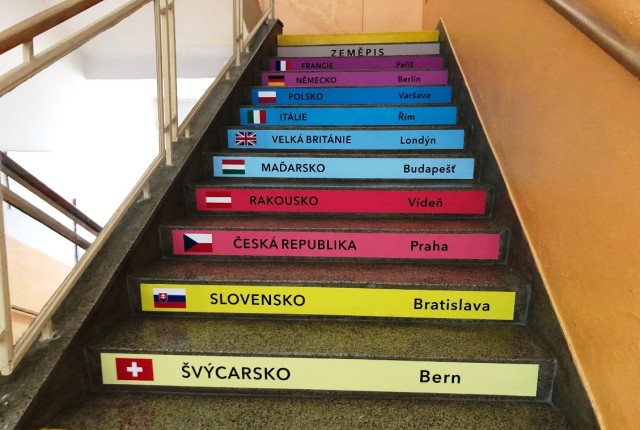 ZEMĚPIS
FRANCIE Paříž
NĚMECKO Berlín
POLSKO Varšava
ITÁLIE Řím
VELKÁ BRITÁNIE Londýn
MAĎARSKO Budapešť
RAKOUSKO Vídeň
ČESKÁ REPUBLIKA Praha
SLOVENSKO Bratislava
ŠVÝCARSKO Bern